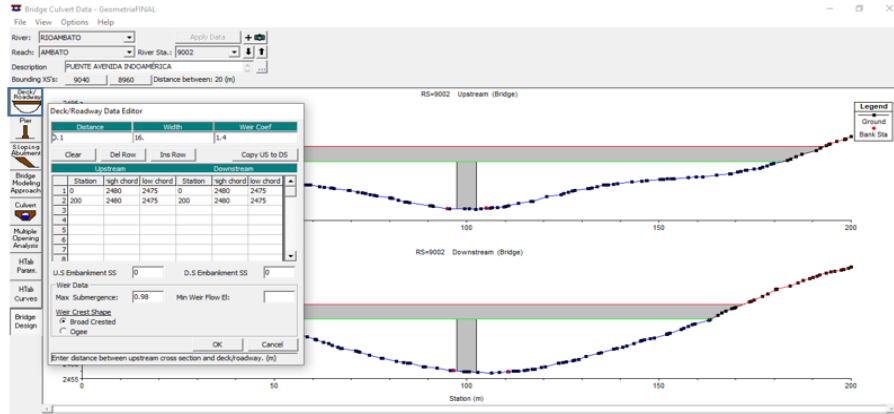 Bridge Culvert Data - GeometriaFINAL
File View Options Help
River: RIOAMBATO Apply Data
Reach: AMBATO River Sta.: 9002
Description PUENTE AVENIDA INDOAMÉRICA ...
Bounding XS's: 9040 8960 Distance between: 20 (m)
RS=9002 Upstream (Bridge)
Legend
Ground
Bank Sta
Deck/
Roadway
Pier
Sloping
Abutment
Bridge
Modeling
Approach
Culvert
Multiple
Opening
Analysis
HTab
Param.
HTab
Curves
Bridge
Design
Deck/Roadway Data Editor
Distance Width Weir Coef
0.1 16. 1.4
Clear Del Row Ins Row Copy US to DS
Upstream Downstream
Station high chord low chord Station high chord low chord
1 0 2480 2475 0 2480 2475
2 200 2480 2475 200 2480 2475
3
4
5
6
7
8
U.S Embankment SS 0 D.S Embankment SS 0
Weir Data
Max Submergence: 0.98 Min Weir Flow El:
Weir Crest Shape
Broad Crested
Ogee
OK Cancel
Enter distance between upstream cross section and deck/roadway. (m)
100 150 200
RS=9002 Downstream (Bridge)
2455
0 50 100 150 200
Station (m)